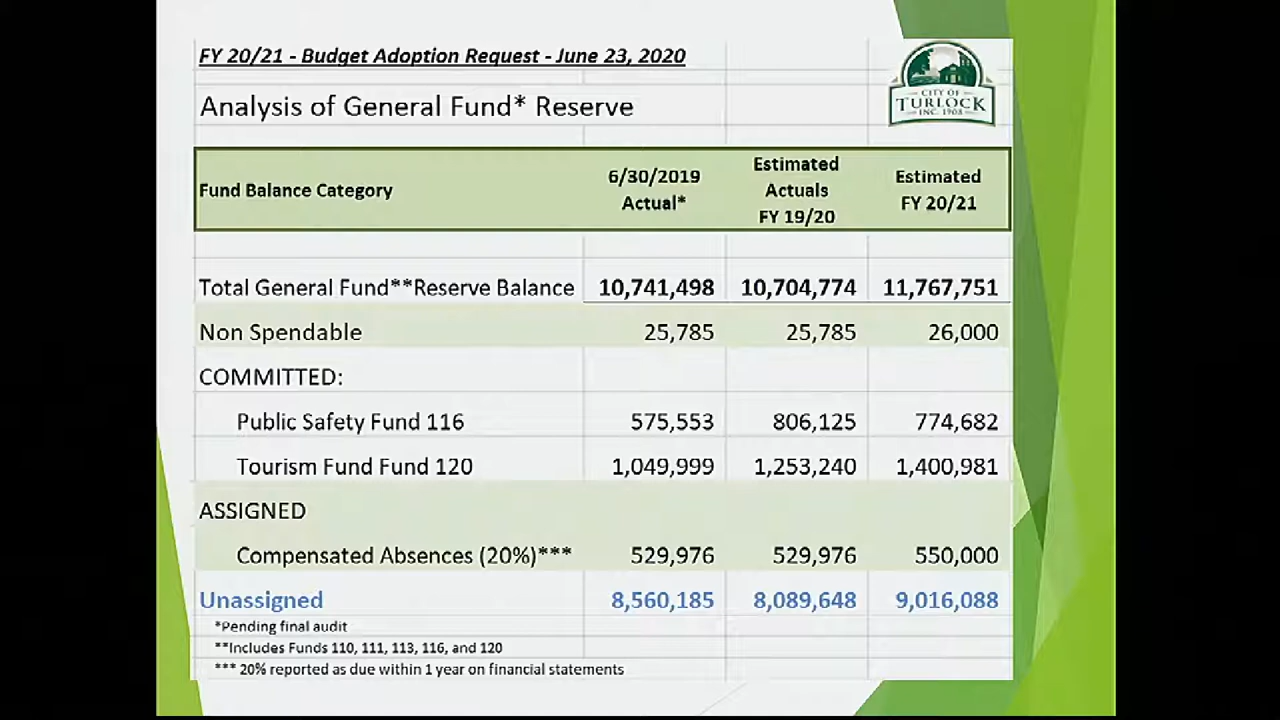 FY 20/21 - Budget Adoption Request - June 23, 2020
Analysis of General Fund* Reserve
CITY OF
TURLOCK
INC. 1908
Fund Balance Category 6/30/2019 Actual* Estimated Actuals FY 19/20 Estimated FY 20/21
Total General Fund**Reserve Balance 10,741,498 10,704,774 11,767,751
Non Spendable 25,785 25,785 26,000
COMMITTED:
Public Safety Fund 116 575,553 806,125 774,682
Tourism Fund Fund 120 1,049,999 1,253,240 1,400,981
ASSIGNED
Compensated Absences (20%)*** 529,976 529,976 550,000
Unassigned 8,560,185 8,089,648 9,016,088
*Pending final audit
**Includes Funds 110, 111, 113, 116, and 120
*** 20% reported as due within 1 year on financial statements